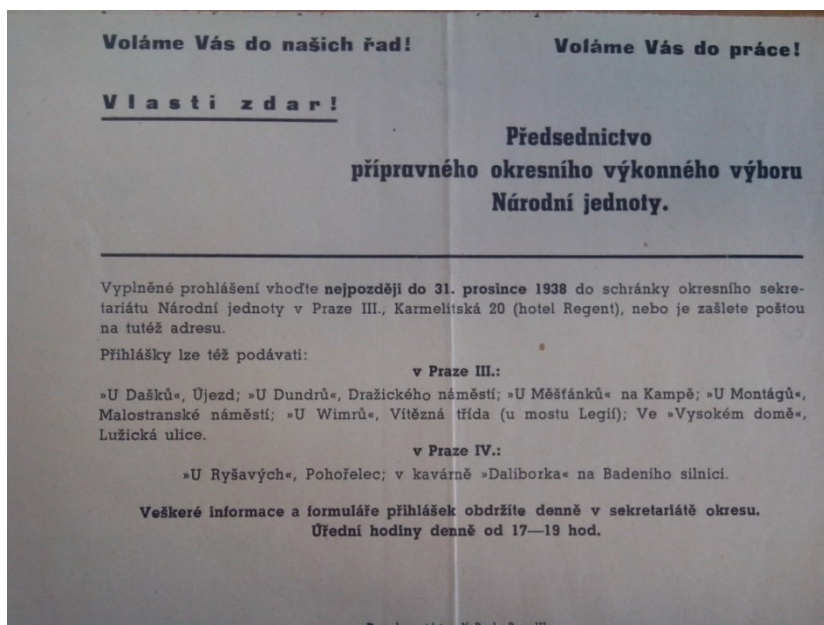 Voláme Vás do našich řad! Voláme Vás do práce!
Vlasti zdar!
Předsednictvo
přípravného okresního výkonného výboru
Národní jednoty.
Vyplněné prohlášení vhoďte nejpozději do 31. prosince 1938 do schránky okresního sekre-
tariátu Národní jednoty v Praze III., Karmelitská 20 (hotel Regent), nebo je zašlete poštou
na tutéž adresu.
Přihlášky lze též podávati:
v Praze III.:
»U Dašků«, Újezd; »U Dundrů«, Dražického náměstí; »U Měšťánků« na Kampě; »U Montágů«,
Malostranské náměstí; »U Wimrů«, Vítězná třída (u mostu Legií); Ve »Vysokém domě«,
Lužická ulice.
v Praze IV.:
»U Ryšavých«, Pohořelec; v kavárně »Daliborka« na Badeniho silnici.
Veškeré informace a formuláře přihlášek obdržíte denně v sekretariátě okresu.
Úřední hodiny denně od 17—19 hod.